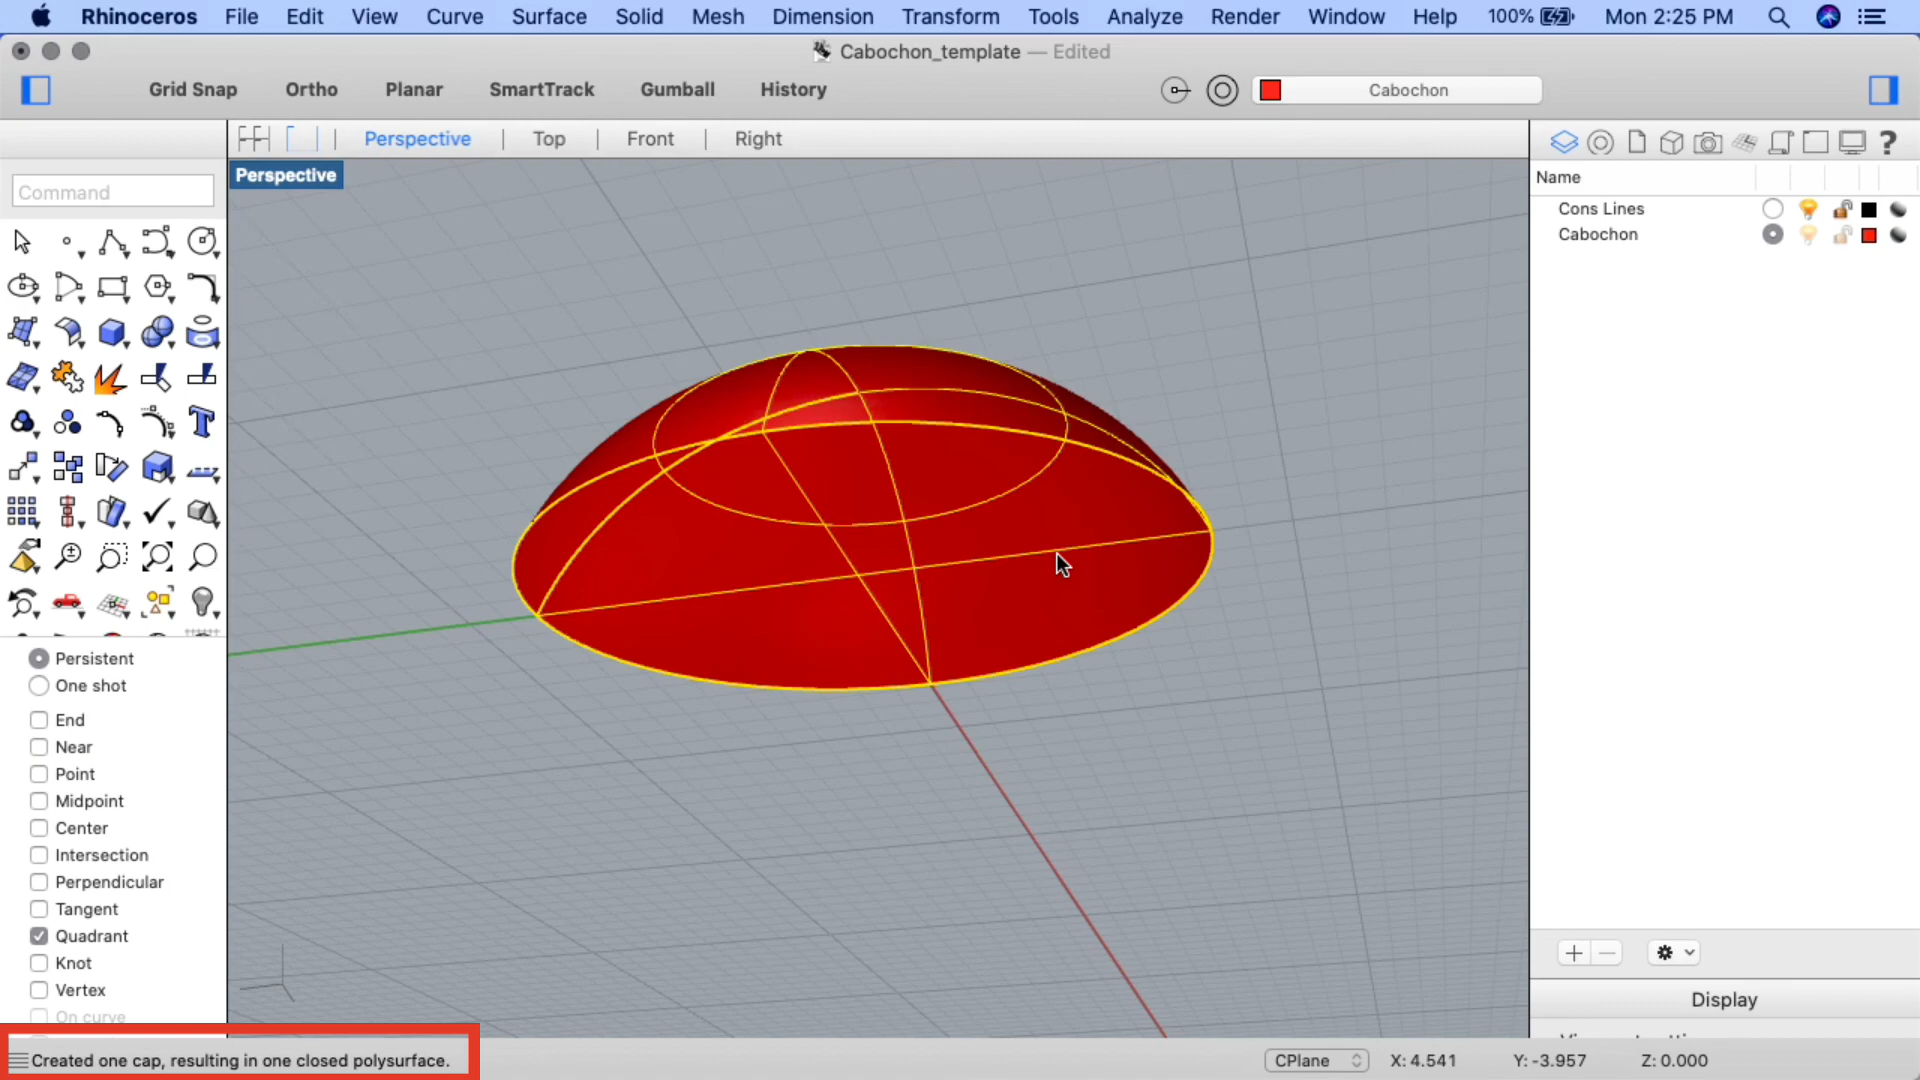 Rhinoceros File Edit View Curve Surface Solid Mesh Dimension Transform Tools Analyze Render Window Help 100% Mon 2:25 PM
Cabochon_template — Edited
Grid Snap Ortho Planar SmartTrack Gumball History Cabochon
Perspective | Top | Front | Right
Perspective
Command
Name
Cons Lines
Cabochon
Persistent
One shot
End
Near
Point
Midpoint
Center
Intersection
Perpendicular
Tangent
Quadrant
Knot
Vertex
On curve
Display
Created one cap, resulting in one closed polysurface.
CPlane X: 4.541 Y: -3.957 Z: 0.000